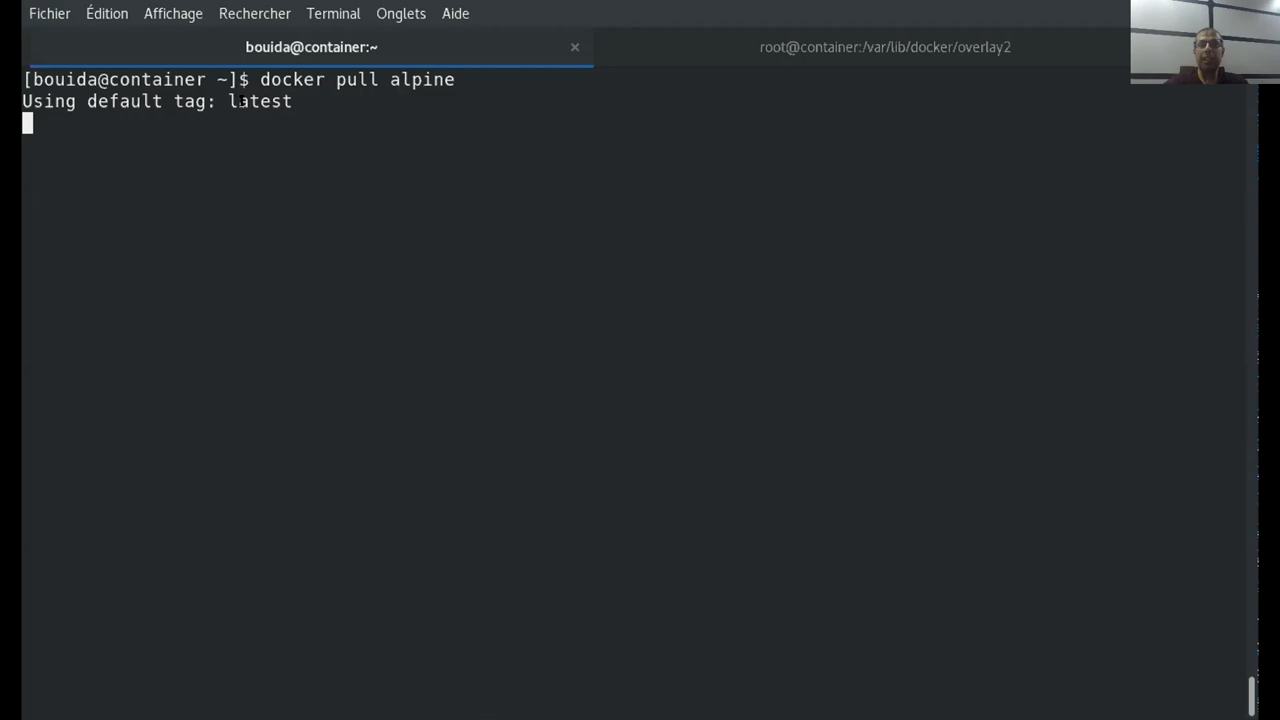 Fichier Édition Affichage Rechercher Terminal Onglets Aide
bouida@container:~ × root@container:/var/lib/docker/overlay2
[bouida@container ~]$ docker pull alpine
Using default tag: latest